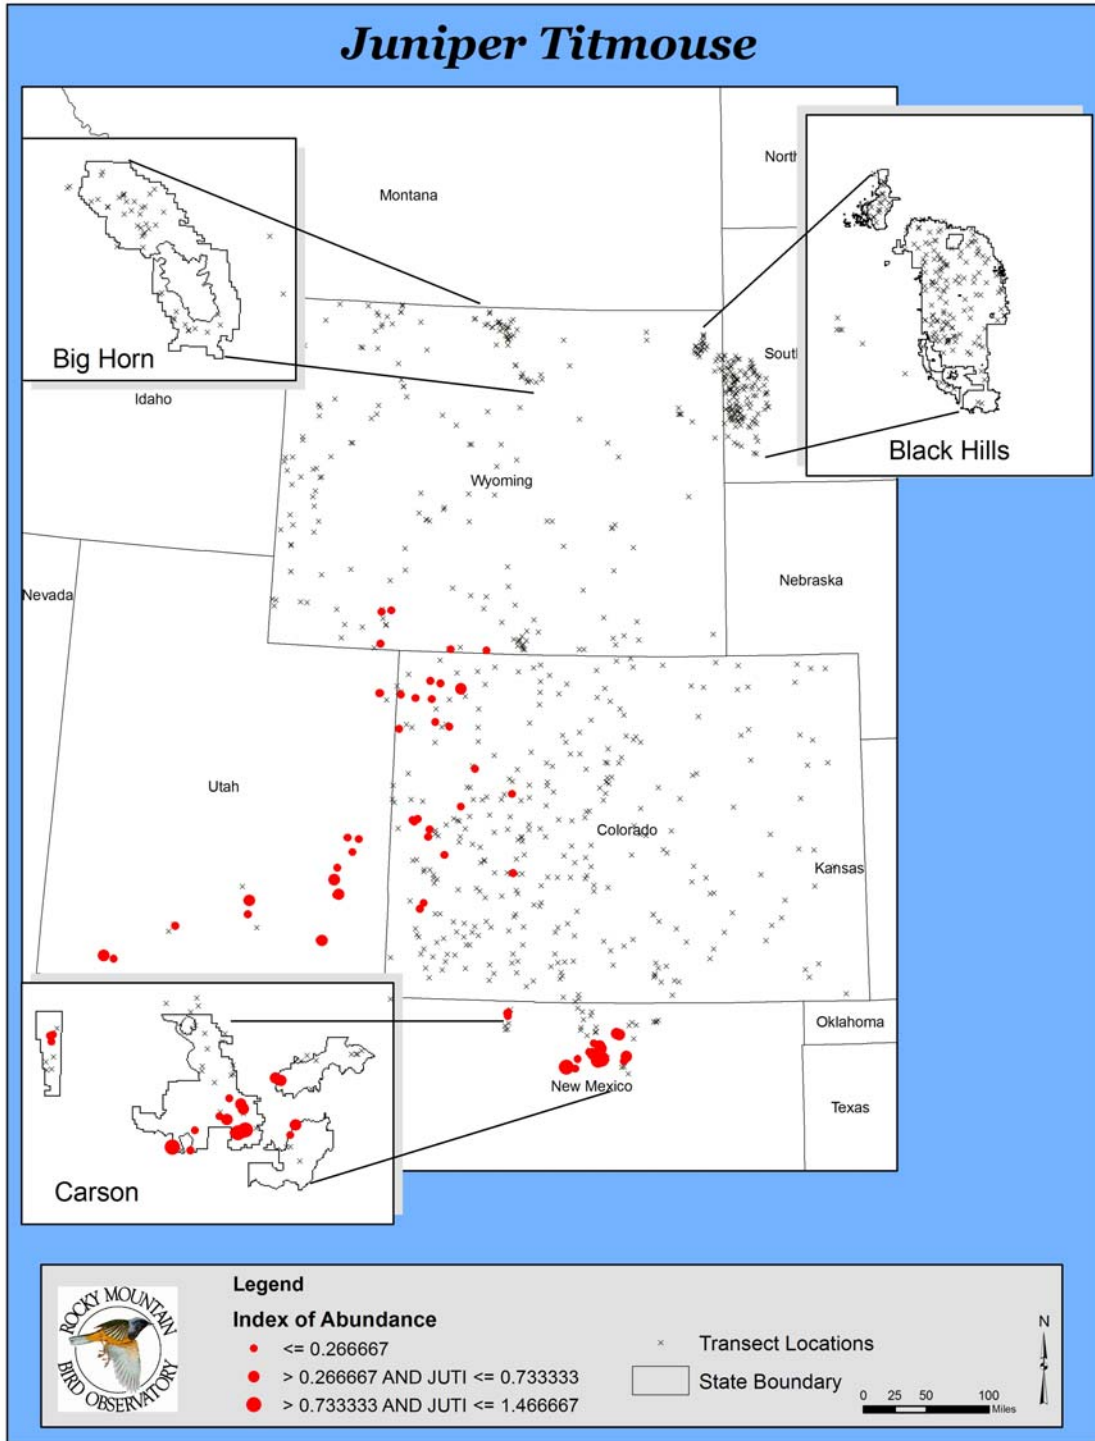 Juniper Titmouse
North
Montana
Big Horn
South
Idaho
Black Hills
Wyoming
Nebraska
Nevada
Utah
Colorado
Kansas
Oklahoma
New Mexico
Texas
Carson
Legend
Index of Abundance
<= 0.266667
> 0.266667 AND JUTI <= 0.733333
> 0.733333 AND JUTI <= 1.466667
Transect Locations
State Boundary
N
0 25 50 100
Miles
ROCKY MOUNTAIN
BIRD OBSERVATORY